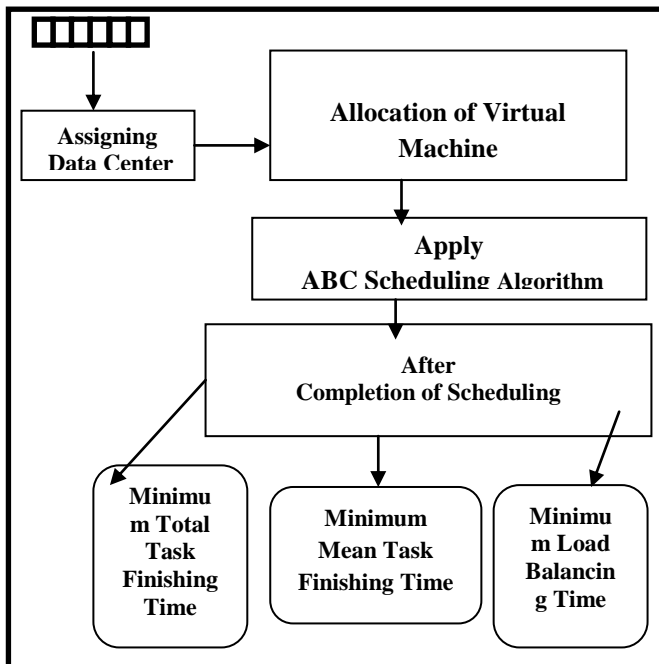 Assigning
Data Center
Allocation of Virtual
Machine
Apply
ABC Scheduling Algorithm
After
Completion of Scheduling
Minimu
m Total
Task
Finishing
Time
Minimum
Mean Task
Finishing Time
Minimu
m Load
Balancin
g Time